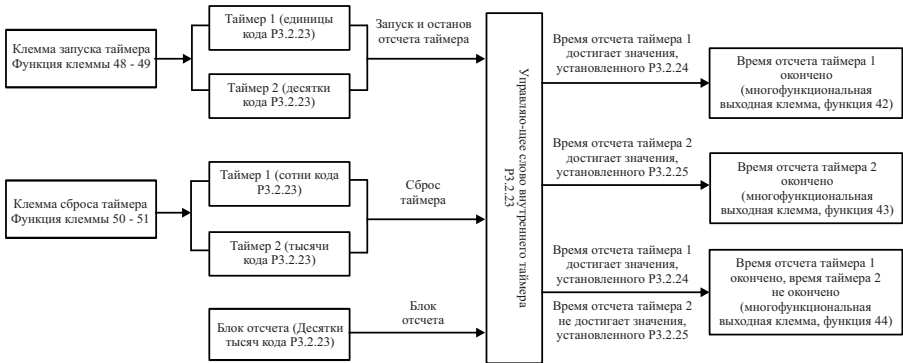 Клемма запуска таймера
Функция клеммы 48 - 49
Таймер 1 (единицы
кода P3.2.23)
Таймер 2 (десятки
кода P3.2.23)
Запуск и останов
отсчета таймера
Клемма сброса таймера
Функция клеммы 50 - 51
Таймер 1 (сотни кода
P3.2.23)
Таймер 2 (тысячи
кода P3.2.23)
Сброс
таймера
Блок отсчета (Десятки
тысяч кода P3.2.23)
Блок
отсчета
Управляю-щее слово внутреннего таймера
P3.2.23
Время отсчета таймера 1
достигает значения,
установленного P3.2.24
Время отсчета таймера 1
окончено
(многофункциональная
выходная клемма, функция 42)
Время отсчета таймера 2
достигает значения,
установленного P3.2.25
Время отсчета таймера 2
окончено
(многофункциональная
выходная клемма, функция 43)
Время отсчета таймера 1
достигает значения,
установленного P3.2.24
Время отсчета таймера 2
не достигает значения,
установленного P3.2.25
Время отсчета таймера 1
окончено, время таймера 2
не окончено
(многофункциональная
выходная клемма, функция 44)